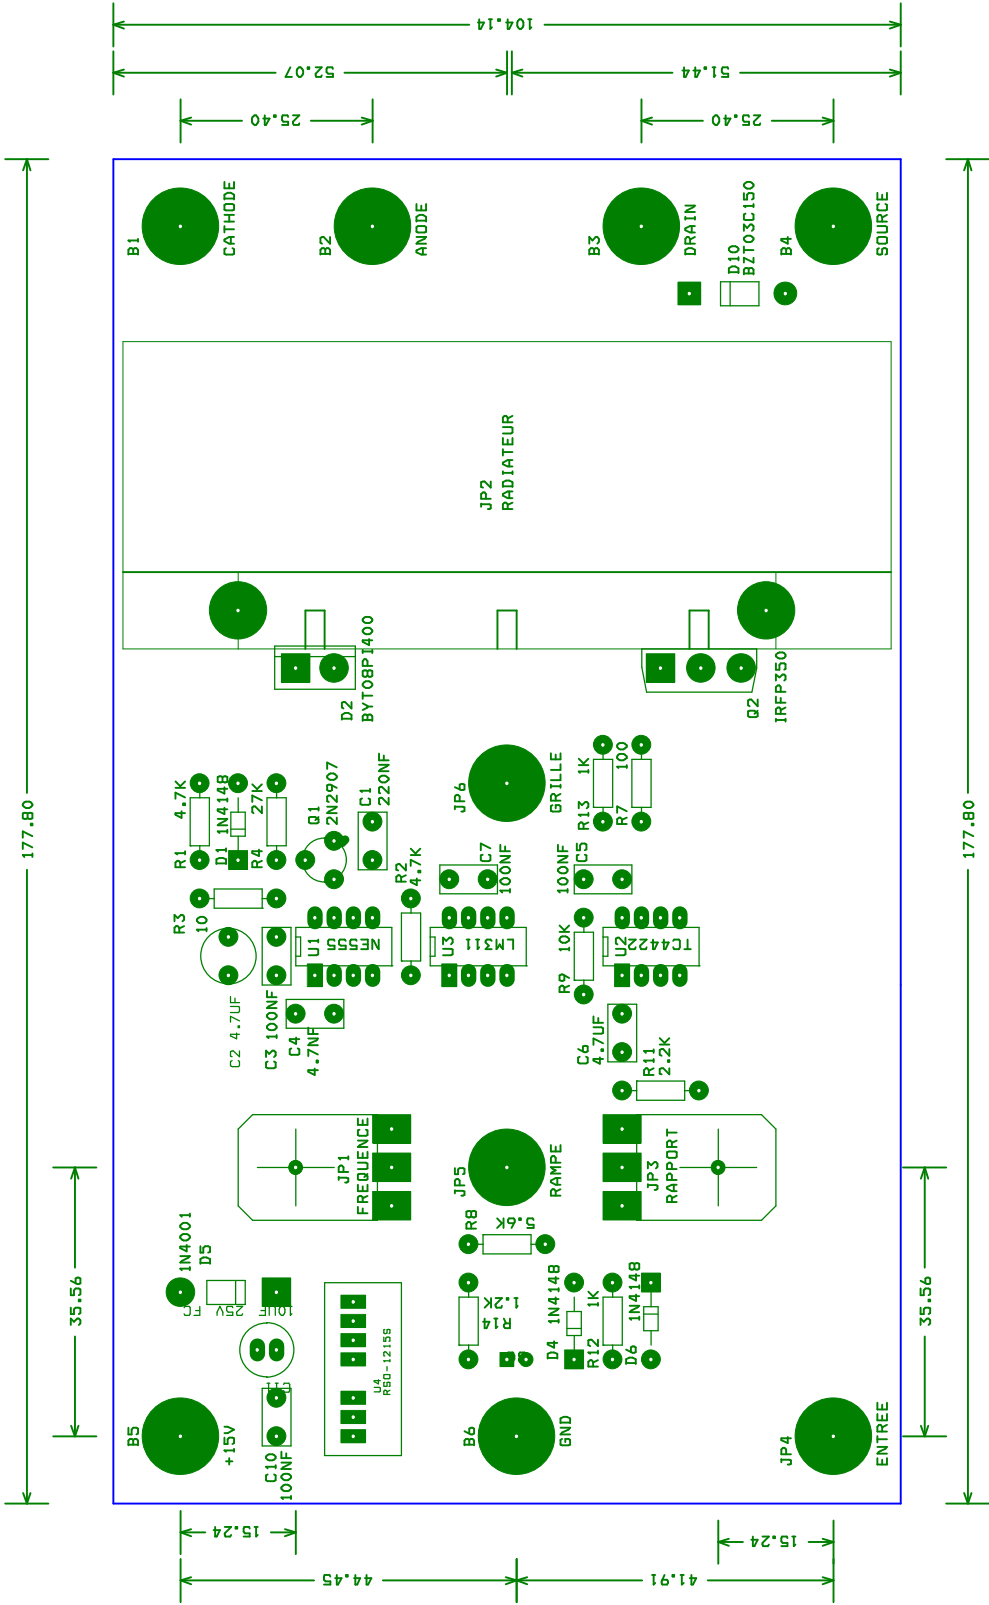 104.14
52.07
51.44
25.40
25.40
B1
CATHODE
B2
ANODE
B3
DRAIN
B4
SOURCE
D10
BZT03C150
JP2
RADIATEUR
D2
BYT08PI400
Q2
IRFP350
177.80
177.80
R1
4.7K
D1
1N4148
R4
27K
Q1
2N2907
C1
220NF
JP6
GRILLE
R13
1K
R7
100
R2
4.7K
C7
100NF
C5
100NF
R3
10
U1
NE555
U3
LM311
U2
TC4422
R9
10K
C2 4.7UF
C3 100NF
C4
4.7NF
C6
4.7UF
R11
2.2K
JP1
FREQUENCE
JP5
RAMPE
JP3
RAPPORT
R8
5.6K
D5
1N4001
10UF 25V FC
C11
U4
RSO-1215S
R14
1.2K
D4
1N4148
R12
1K
D6
1N4148
35.56
35.56
B5
+15V
C10
100NF
B6
GND
JP4
ENTREE
15.24
15.24
44.45
41.91